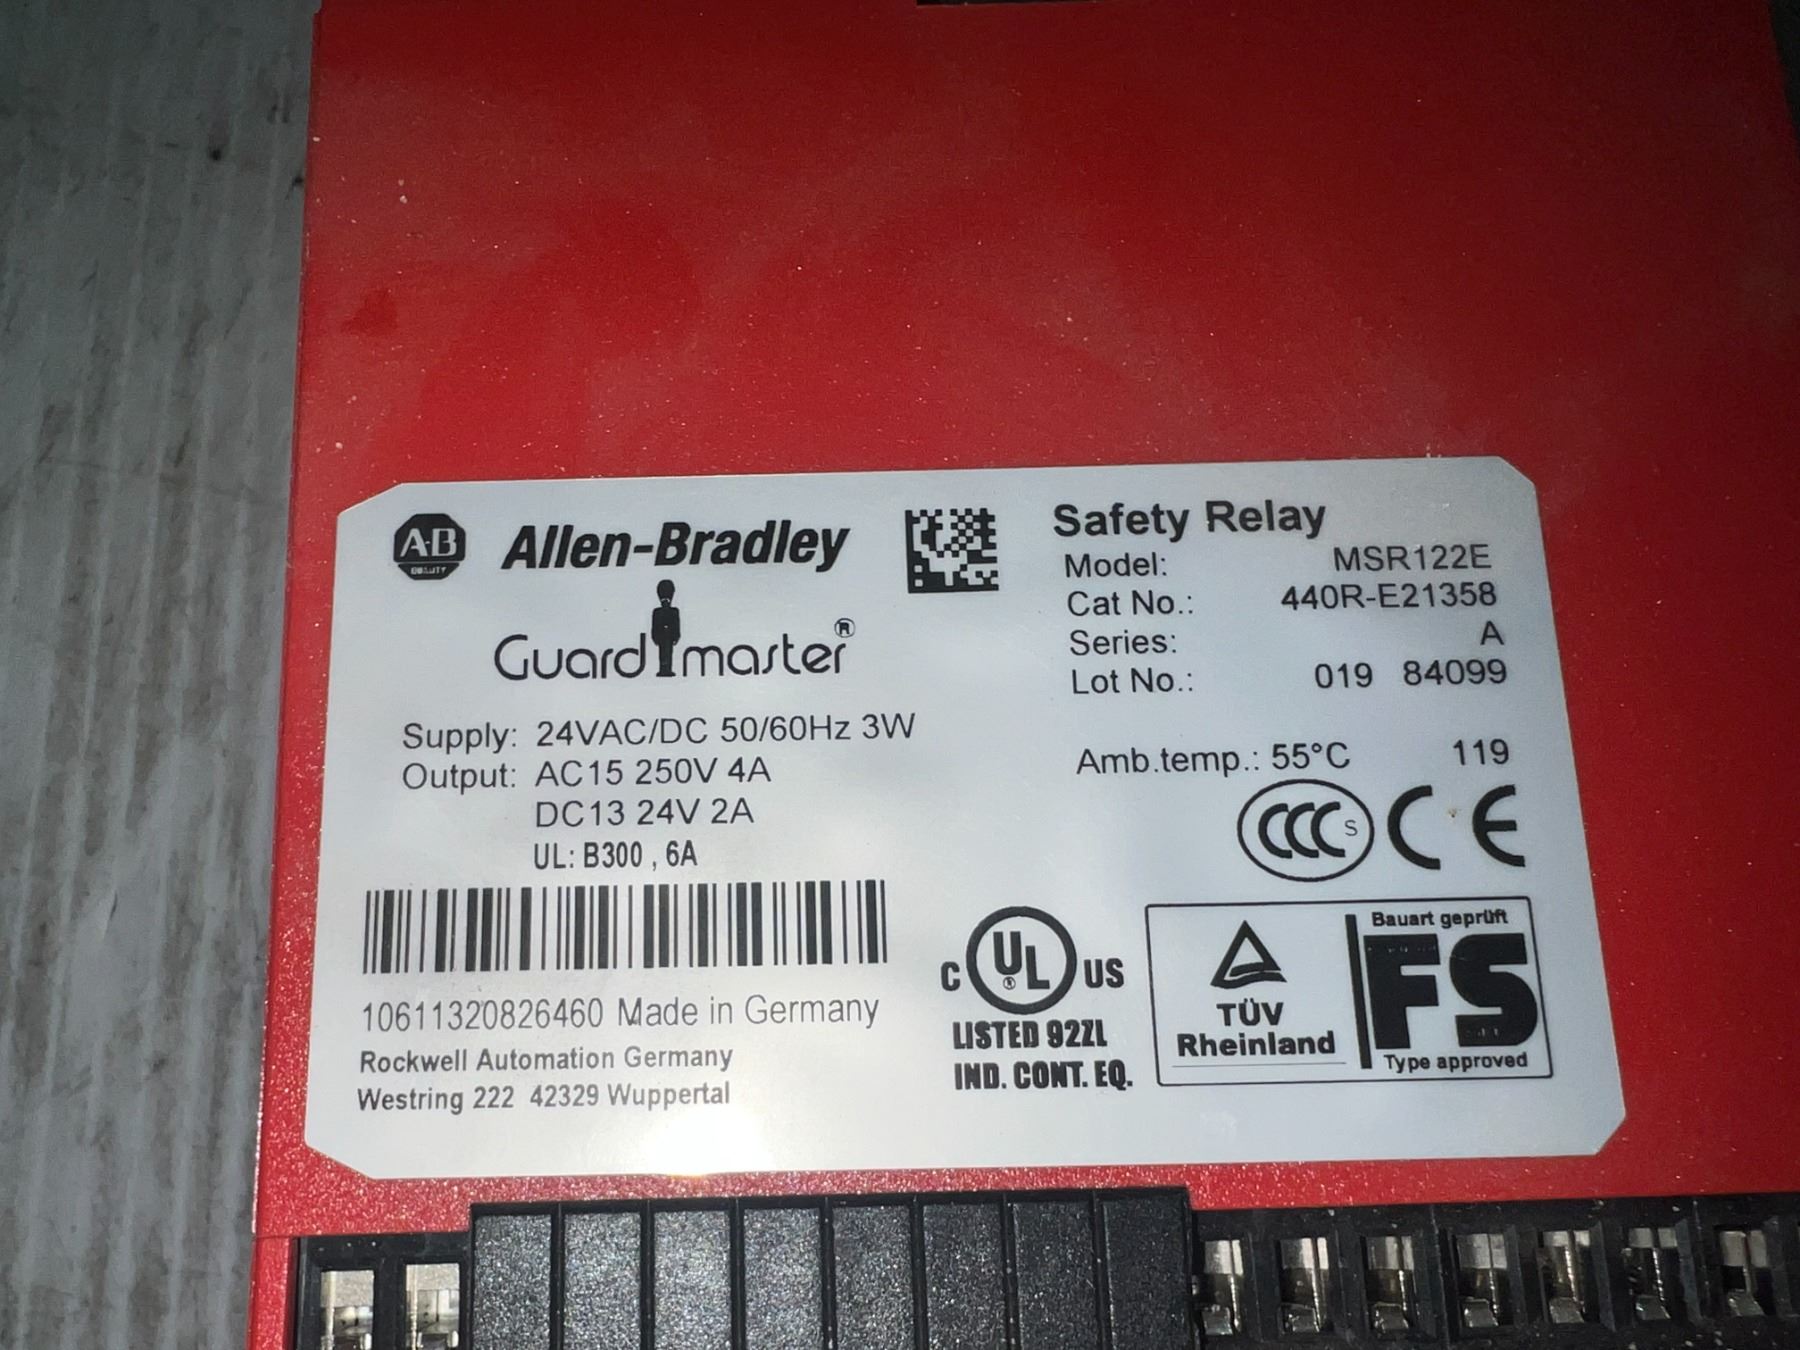 A-B
QUALITY
Allen-Bradley
Guardmaster®
Safety Relay
Model: MSR122E
Cat No.: 440R-E21358
Series: A
Lot No.: 019 84099
Supply: 24VAC/DC 50/60Hz 3W
Output: AC15 250V 4A
DC13 24V 2A
UL: B300 , 6A
Amb.temp.: 55°C 119
CCC S CE
10611320826460 Made in Germany
Rockwell Automation Germany
Westring 222 42329 Wuppertal
C UL® US
LISTED 92ZL
IND. CONT. EQ.
TÜV
Rheinland
Bauart geprüft
FS
Type approved